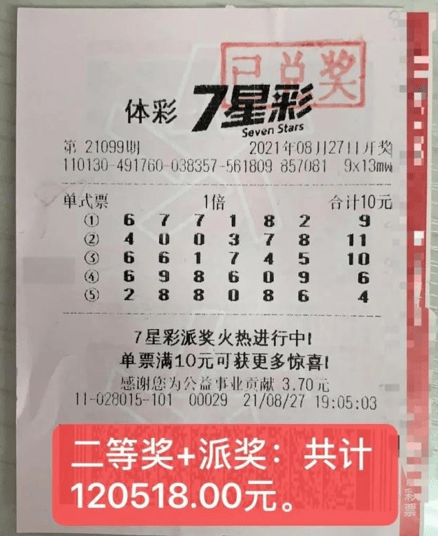 已兑奖
体彩 7星彩
Seven Stars
第 21099期 2021年08月27日开奖
110130-491760-038357-561809 857081 9x13mW
单式票 1倍 合计10元
① 6 7 7 1 8 2 9
② 4 0 0 3 7 8 11
③ 6 6 1 7 4 5 10
④ 6 9 8 6 0 9 6
⑤ 2 8 8 0 8 6 4
7星彩派奖火热进行中!
单票满10元可获更多惊喜!
感谢您为公益事业贡献 3.70元
11-028015-101 00029 21/08/27 19:05:03
二等奖+派奖：共计
120518.00元。
彩票